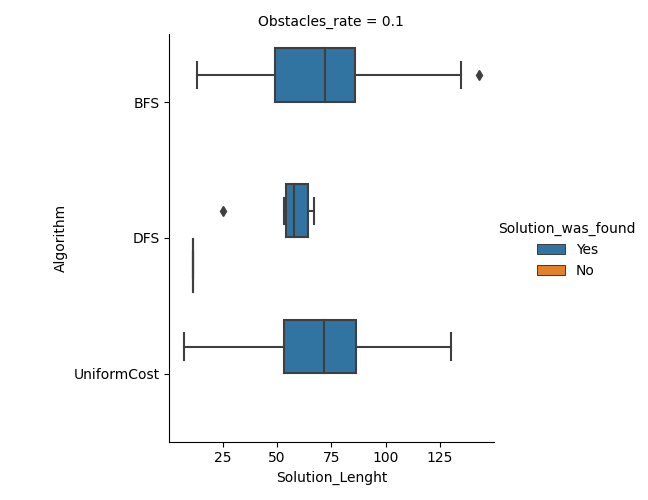 Obstacles_rate = 0.1
BFS
DFS
UniformCost
Algorithm
25 50 75 100 125
Solution_Lenght
Solution_was_found
Yes
No